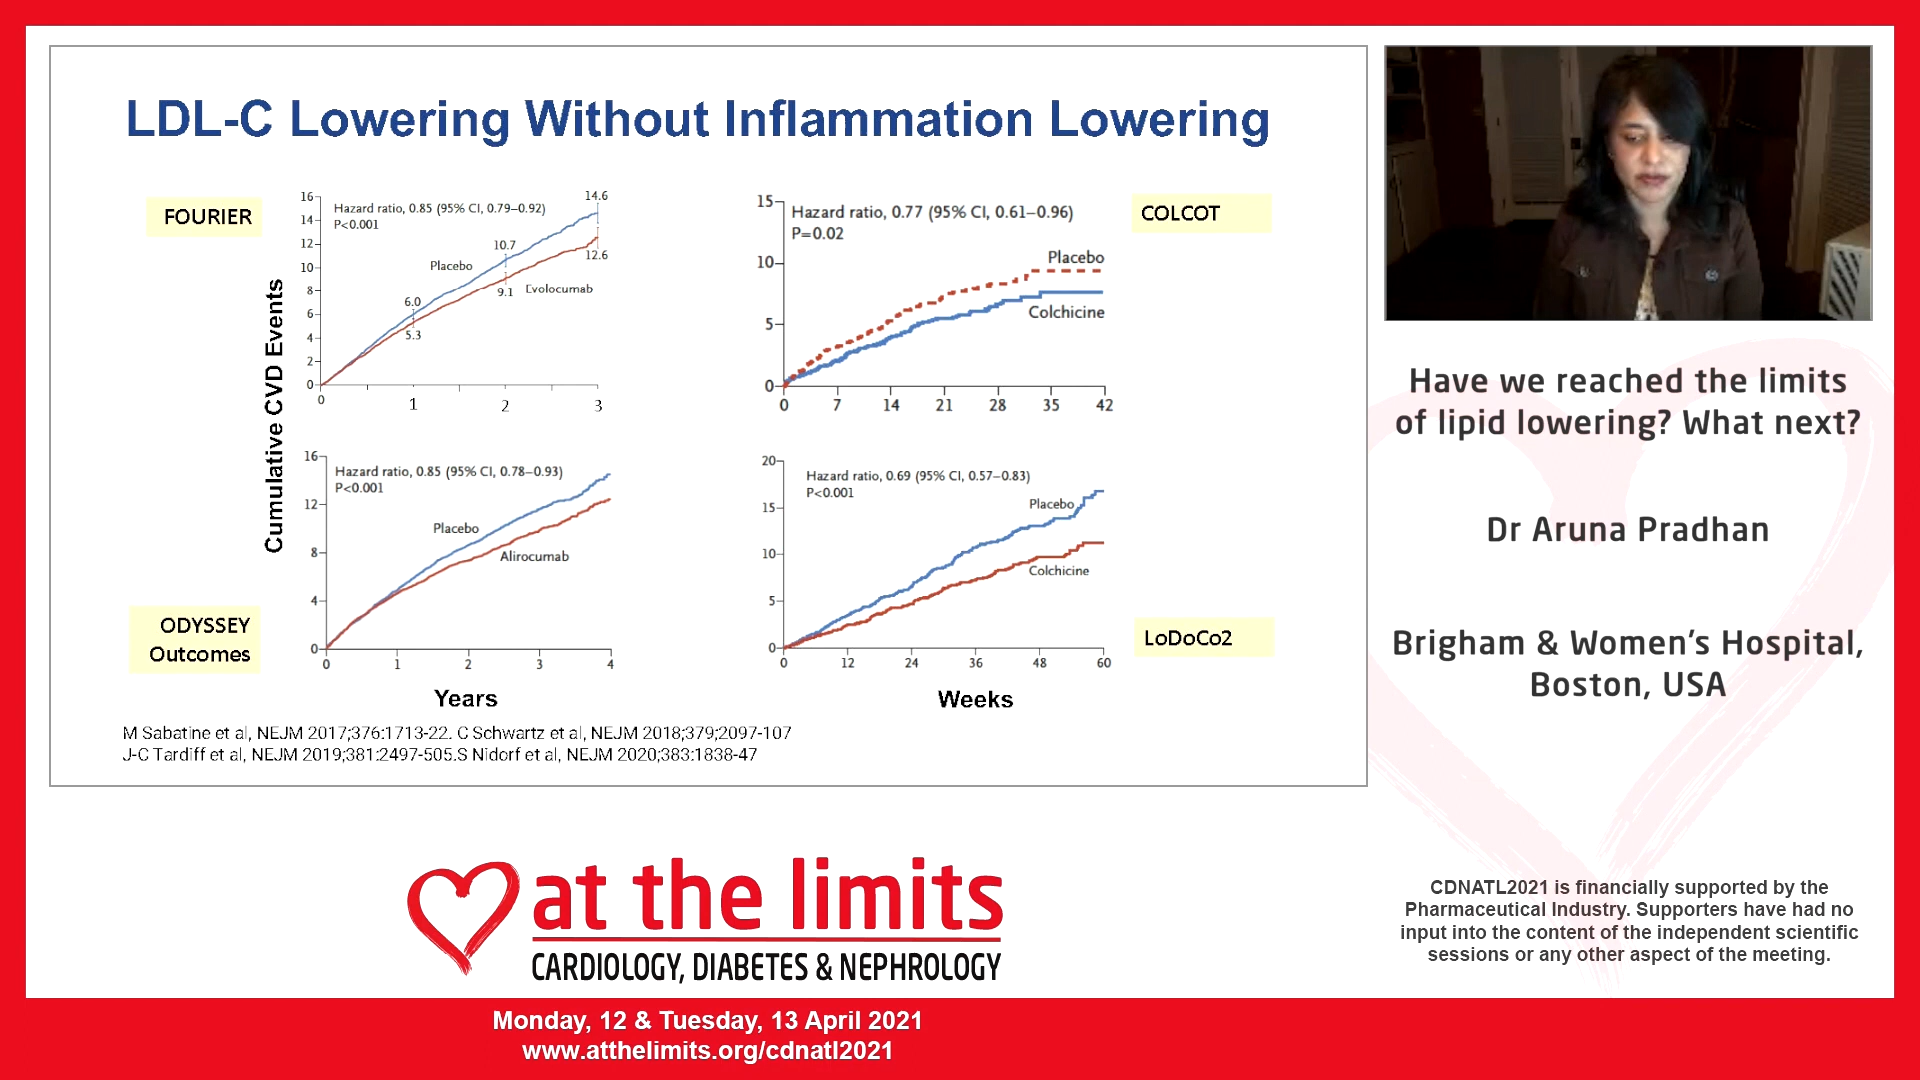 LDL-C Lowering Without Inflammation Lowering
FOURIER
Cumulative CVD Events
16
14
12
10
8
6
4
2
0
Hazard ratio, 0.85 (95% CI, 0.79–0.92)
P<0.001
14.6
10.7
Placebo
12.6
9.1
Evolocumab
6.0
5.3
0
1
2
3
COLCOT
15
10
5
0
Hazard ratio, 0.77 (95% CI, 0.61–0.96)
P=0.02
Placebo
Colchicine
0
7
14
21
28
35
42
ODYSSEY
Outcomes
16
12
8
4
0
Hazard ratio, 0.85 (95% CI, 0.78–0.93)
P<0.001
Placebo
Alirocumab
0
1
2
3
4
Years
LoDoCo2
20
15
10
5
0
Hazard ratio, 0.69 (95% CI, 0.57–0.83)
P<0.001
Placebo
Colchicine
0
12
24
36
48
60
Weeks
M Sabatine et al, NEJM 2017;376:1713-22. C Schwartz et al, NEJM 2018;379;2097-107
J-C Tardiff et al, NEJM 2019;381:2497-505.S Nidorf et al, NEJM 2020;383:1838-47
Have we reached the limits
of lipid lowering? What next?
Dr Aruna Pradhan
Brigham & Women's Hospital,
Boston, USA
CDNATL2021 is financially supported by the
Pharmaceutical Industry. Supporters have had no
input into the content of the independent scientific
sessions or any other aspect of the meeting.
at the limits
CARDIOLOGY, DIABETES & NEPHROLOGY
Monday, 12 & Tuesday, 13 April 2021
www.atthelimits.org/cdnatl2021